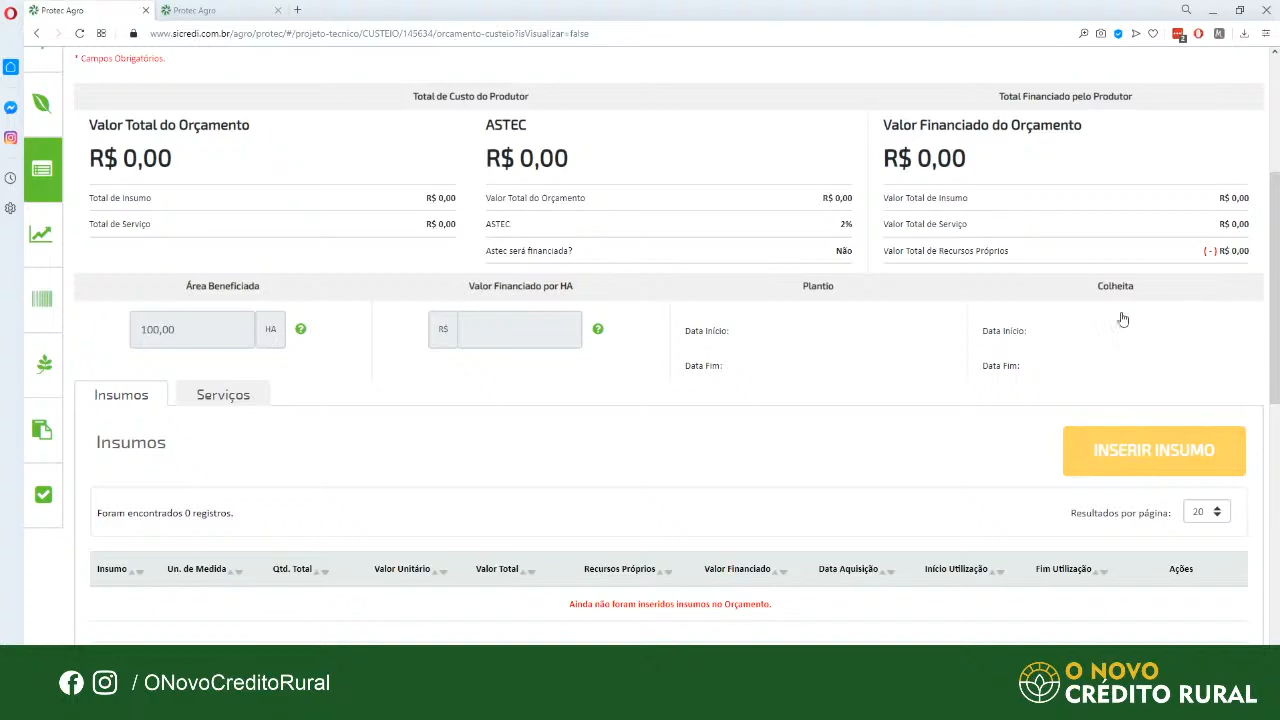 Protec Agro
Protec Agro
www.sicredi.com.br/agro/protec/#/projeto-tecnico/CUSTEIO/145634/orcamento-custeio?isVisualizar=false
2
M
* Campos Obrigatórios.
Total de Custo do Produtor
Total Financiado pelo Produtor
Valor Total do Orçamento
ASTEC
Valor Financiado do Orçamento
R$ 0,00
R$ 0,00
R$ 0,00
Total de Insumo R$ 0,00
Valor Total do Orçamento R$ 0,00
Valor Total de Insumo R$ 0,00
Total de Serviço R$ 0,00
ASTEC 2%
Valor Total de Serviço R$ 0,00
Astec será financiada? Não
Valor Total de Recursos Próprios ( - ) R$ 0,00
Área Beneficiada
Valor Financiado por HA
Plantio
Colheita
100,00 HA ?
R$ ?
Data Início:
Data Início:
Data Fim:
Data Fim:
Insumos
Serviços
Insumos
INSERIR INSUMO
Foram encontrados 0 registros.
Resultados por página: 20
Insumo Un. de Medida Qtd. Total Valor Unitário Valor Total Recursos Próprios Valor Financiado Data Aquisição Início Utilização Fim Utilização Ações
Ainda não foram inseridos insumos no Orçamento.
/ ONovoCreditoRural
O NOVO
CRÉDITO RURAL